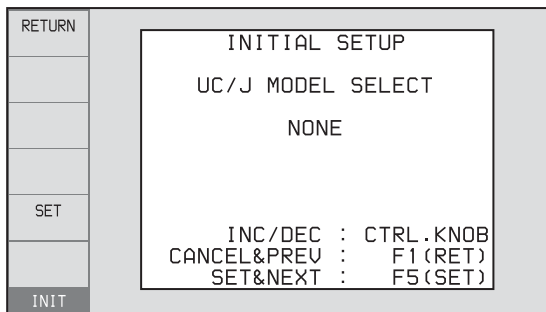 RETURN
SET
INIT
INITIAL SETUP
UC/J MODEL SELECT
NONE
INC/DEC : CTRL.KNOB
CANCEL&PREV : F1(RET)
SET&NEXT : F5(SET)